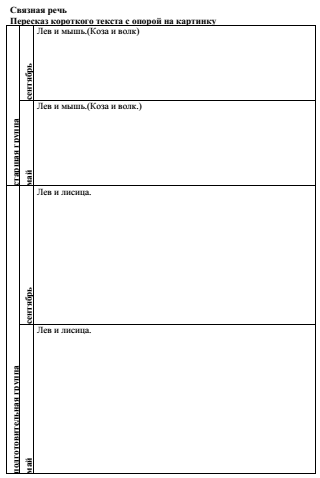 Связная речь
Пересказ короткого текста с опорой на картинку
старшая группа
сентябрь
Лев и мышь.(Коза и волк)
май
Лев и мышь.(Коза и волк.)
подготовительная группа
сентябрь
Лев и лисица.
май
Лев и лисица.